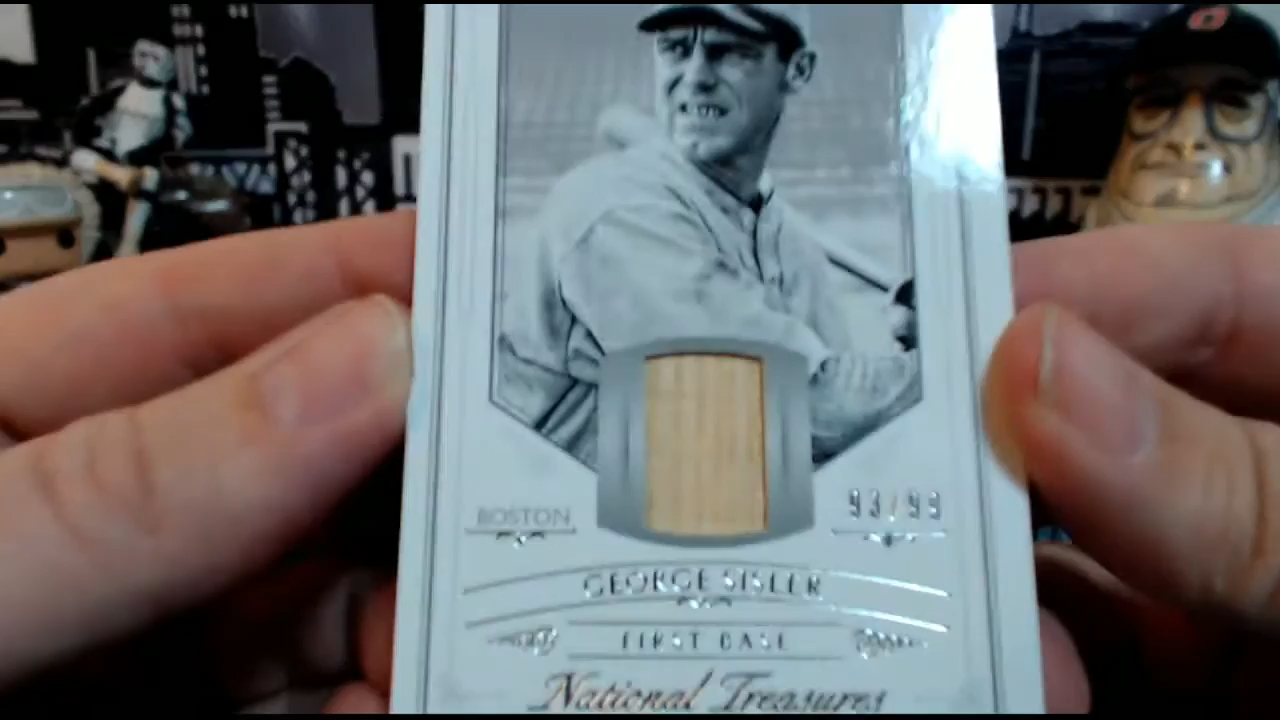 BOSTON
93/99
GEORGE SISLER
FIRST BASE
National Treasures